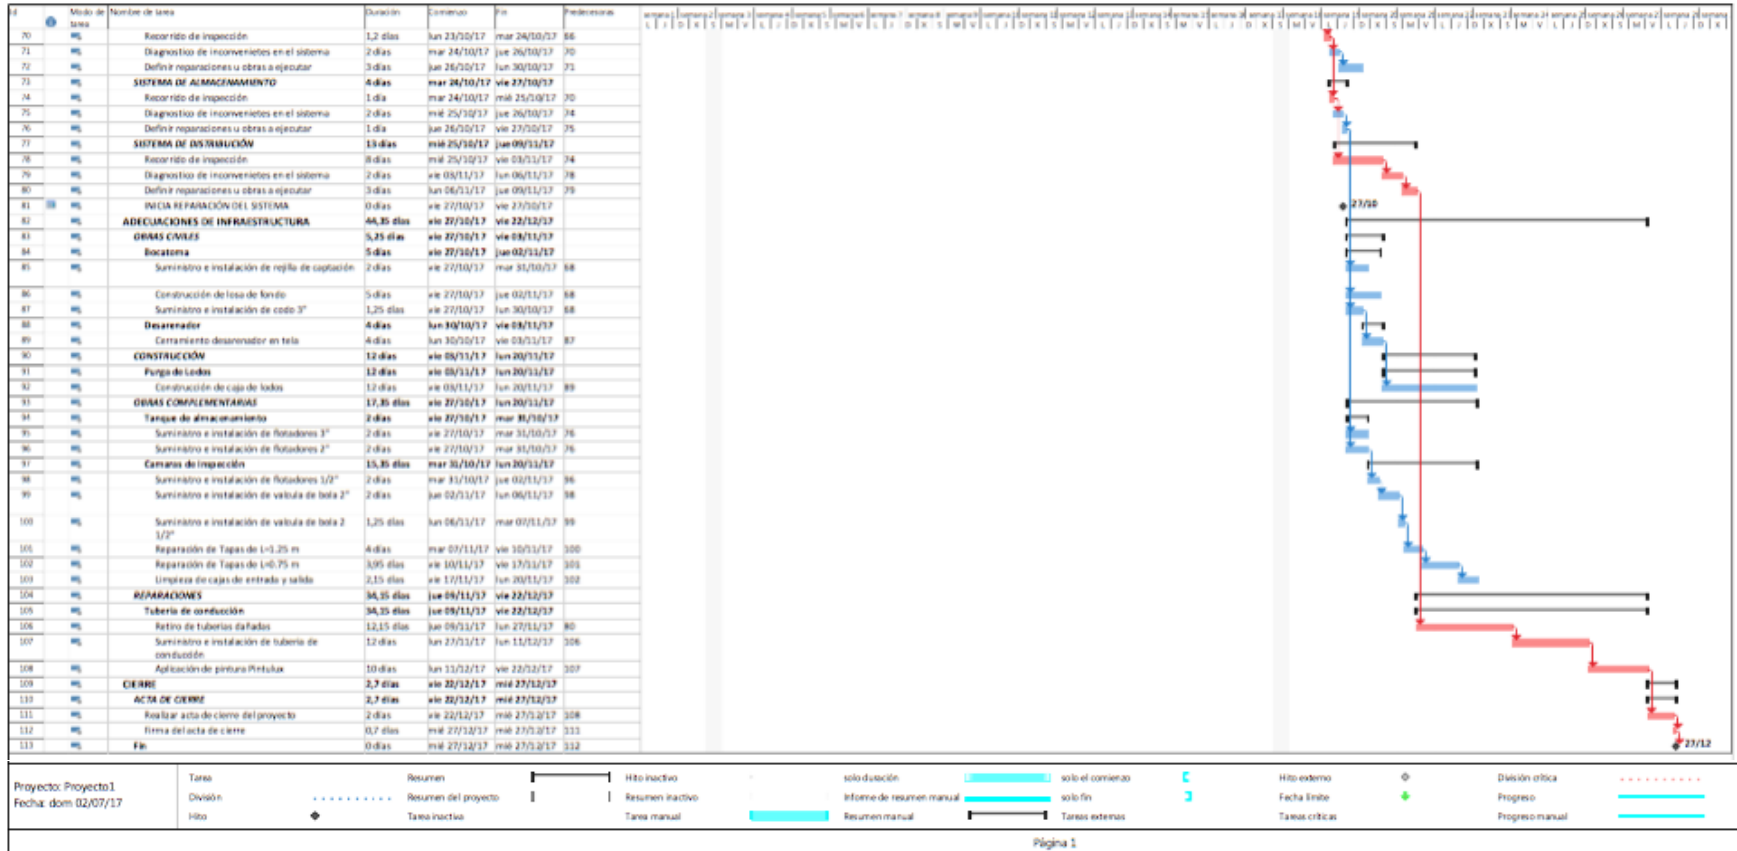 Id Modo de tarea Nombre de tarea Duración Comienzo Fin Predecesoras
70 Recorrido de inspección 1,2 días lun 23/10/17 mar 24/10/17 66
71 Diagnostico de inconvenietes en el sistema 2 días mar 24/10/17 jue 26/10/17 70
72 Definir reparaciones u obras a ejecutar 3 días jue 26/10/17 lun 30/10/17 71
73 SISTEMA DE ALMACENAMIENTO 4 días mar 24/10/17 vie 27/10/17
74 Recorrido de inspección 1 día mar 24/10/17 mié 25/10/17 70
75 Diagnostico de inconvenietes en el sistema 2 días mié 25/10/17 jue 26/10/17 74
76 Definir reparaciones u obras a ejecutar 1 día jue 26/10/17 vie 27/10/17 75
77 SISTEMA DE DISTRIBUCIÓN 13 días mié 25/10/17 jue 09/11/17
78 Recorrido de inspección 8 días mié 25/10/17 vie 03/11/17 74
79 Diagnostico de inconvenietes en el sistema 2 días vie 03/11/17 lun 06/11/17 78
80 Definir reparaciones u obras a ejecutar 3 días lun 06/11/17 jue 09/11/17 79
81 INICIA REPARACIÓN DEL SISTEMA 0 días vie 27/10/17 vie 27/10/17 27/10
82 ADECUACIONES DE INFRAESTRUCTURA 44,35 días vie 27/10/17 vie 22/12/17
83 OBRAS CIVILES 5,25 días vie 27/10/17 vie 03/11/17
84 Bocatoma 5 días vie 27/10/17 jue 02/11/17
85 Suministro e instalación de rejilla de captación 2 días vie 27/10/17 mar 31/10/17 68
86 Construcción de losa de fondo 5 días vie 27/10/17 jue 02/11/17 68
87 Suministro e instalación de codo 3" 1,25 días vie 27/10/17 lun 30/10/17 68
88 Desarenador 4 días lun 30/10/17 vie 03/11/17
89 Cerramiento desarenador en tela 4 días lun 30/10/17 vie 03/11/17 87
90 CONSTRUCCIÓN 12 días vie 03/11/17 lun 20/11/17
91 Purga de Lodos 12 días vie 03/11/17 lun 20/11/17
92 Construcción de caja de lodos 12 días vie 03/11/17 lun 20/11/17 89
93 OBRAS COMPLEMENTARIAS 17,35 días vie 27/10/17 lun 20/11/17
94 Tanque de almacenamiento 2 días vie 27/10/17 mar 31/10/17
95 Suministro e instalación de flotadores 3" 2 días vie 27/10/17 mar 31/10/17 76
96 Suministro e instalación de flotadores 2" 2 días vie 27/10/17 mar 31/10/17 76
97 Camaras de Inspección 15,35 días mar 31/10/17 lun 20/11/17
98 Suministro e instalación de flotadores 1/2" 2 días mar 31/10/17 jue 02/11/17 96
99 Suministro e instalación de valcula de bola 2" 2 días jue 02/11/17 lun 06/11/17 98
100 Suministro e instalación de valcula de bola 2 1/2" 1,25 días lun 06/11/17 mar 07/11/17 99
101 Reparación de Tapas de L=1.25 m 4 días mar 07/11/17 vie 10/11/17 100
102 Reparación de Tapas de L=0.75 m 3,95 días vie 10/11/17 vie 17/11/17 101
103 Limpieza de cajas de entrada y salida 2,15 días vie 17/11/17 lun 20/11/17 102
104 REPARACIONES 34,15 días jue 09/11/17 vie 22/12/17
105 Tubería de conducción 34,15 días jue 09/11/17 vie 22/12/17
106 Retiro de tuberias dañadas 12,15 días jue 09/11/17 lun 27/11/17 80
107 Suministro e instalación de tubería de conducción 12 días lun 27/11/17 lun 11/12/17 106
108 Aplicación de pintura Pintulux 10 días lun 11/12/17 vie 22/12/17 107
109 CIERRE 2,7 días vie 22/12/17 mié 27/12/17
110 ACTA DE CIERRE 2,7 días vie 22/12/17 mié 27/12/17
111 Realizar acta de cierre del proyecto 2 días vie 22/12/17 mié 27/12/17 108
112 firma del acta de cierre 0,7 días mié 27/12/17 mié 27/12/17 111
113 Fin 0 días mié 27/12/17 mié 27/12/17 112 27/12
Proyecto: Proyecto1
Fecha: dom 02/07/17
Tarea Resumen Hito inactivo solo duración solo el comienzo Hito externo División crítica
División Resumen del proyecto Resumen inactivo Informe de resumen manual solo fin Fecha límite Progreso
Hito Tarea inactiva Tarea manual Resumen manual Tareas externas Tareas críticas Progreso manual
Página 1